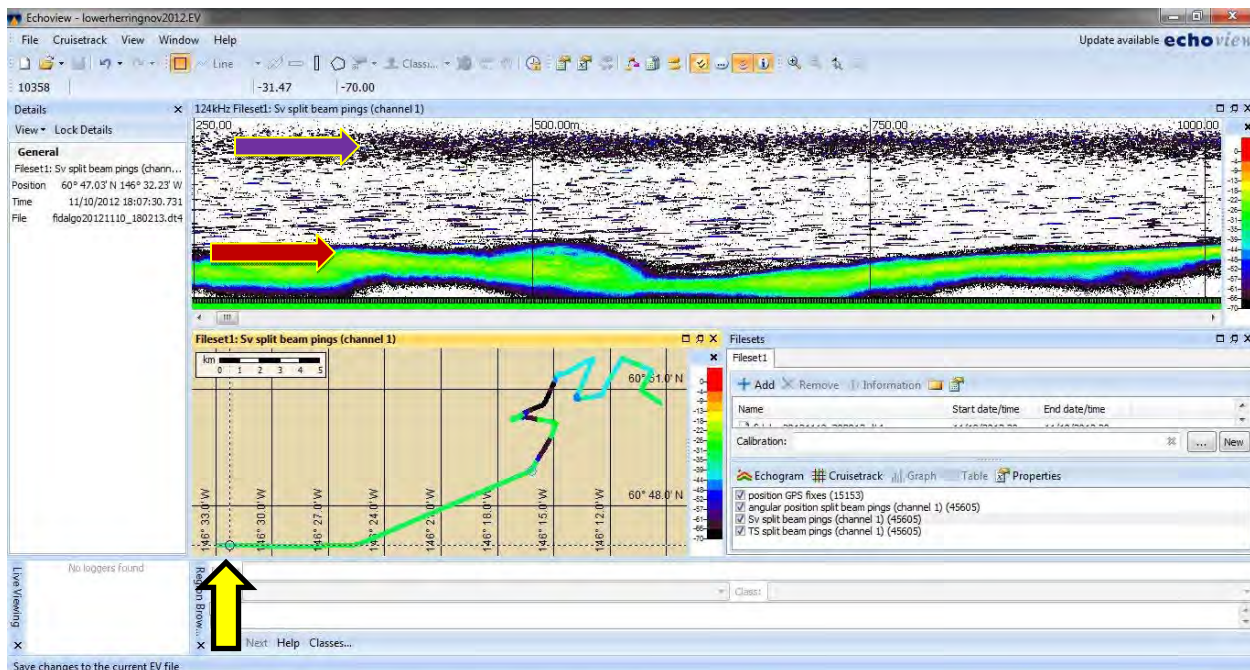 Echoview - lowerherringnov2012.EV
File Cruisetrack View Window Help
Update available echoview
Line
Classi...
10358 -31.47 -70.00
Details
View Lock Details
General
Fileset1: Sv split beam pings (chann...
Position 60° 47.03' N 146° 32.23' W
Time 11/10/2012 18:07:30.731
File fidalgo20121110_180213.dt4
124kHz Fileset1: Sv split beam pings (channel 1)
250.00 500.00m 750.00 1000.00
Fileset1: Sv split beam pings (channel 1)
km
0 1 2 3 4 5
60° 51.0' N
60° 48.0' N
146° 33.0' W
146° 30.0' W
146° 27.0' W
146° 24.0' W
146° 18.0' W
146° 15.0' W
146° 12.0' W
Filesets
Fileset1
Add Remove Information
Name Start date/time End date/time
Calibration:
... New
Echogram Cruisetrack Graph Table Properties
position GPS fixes (15153)
angular position split beam pings (channel 1) (45605)
Sv split beam pings (channel 1) (45605)
TS split beam pings (channel 1) (45605)
Live Viewing
No loggers found
Region Brow...
Class:
Next Help Classes...
Save changes to the current EV file